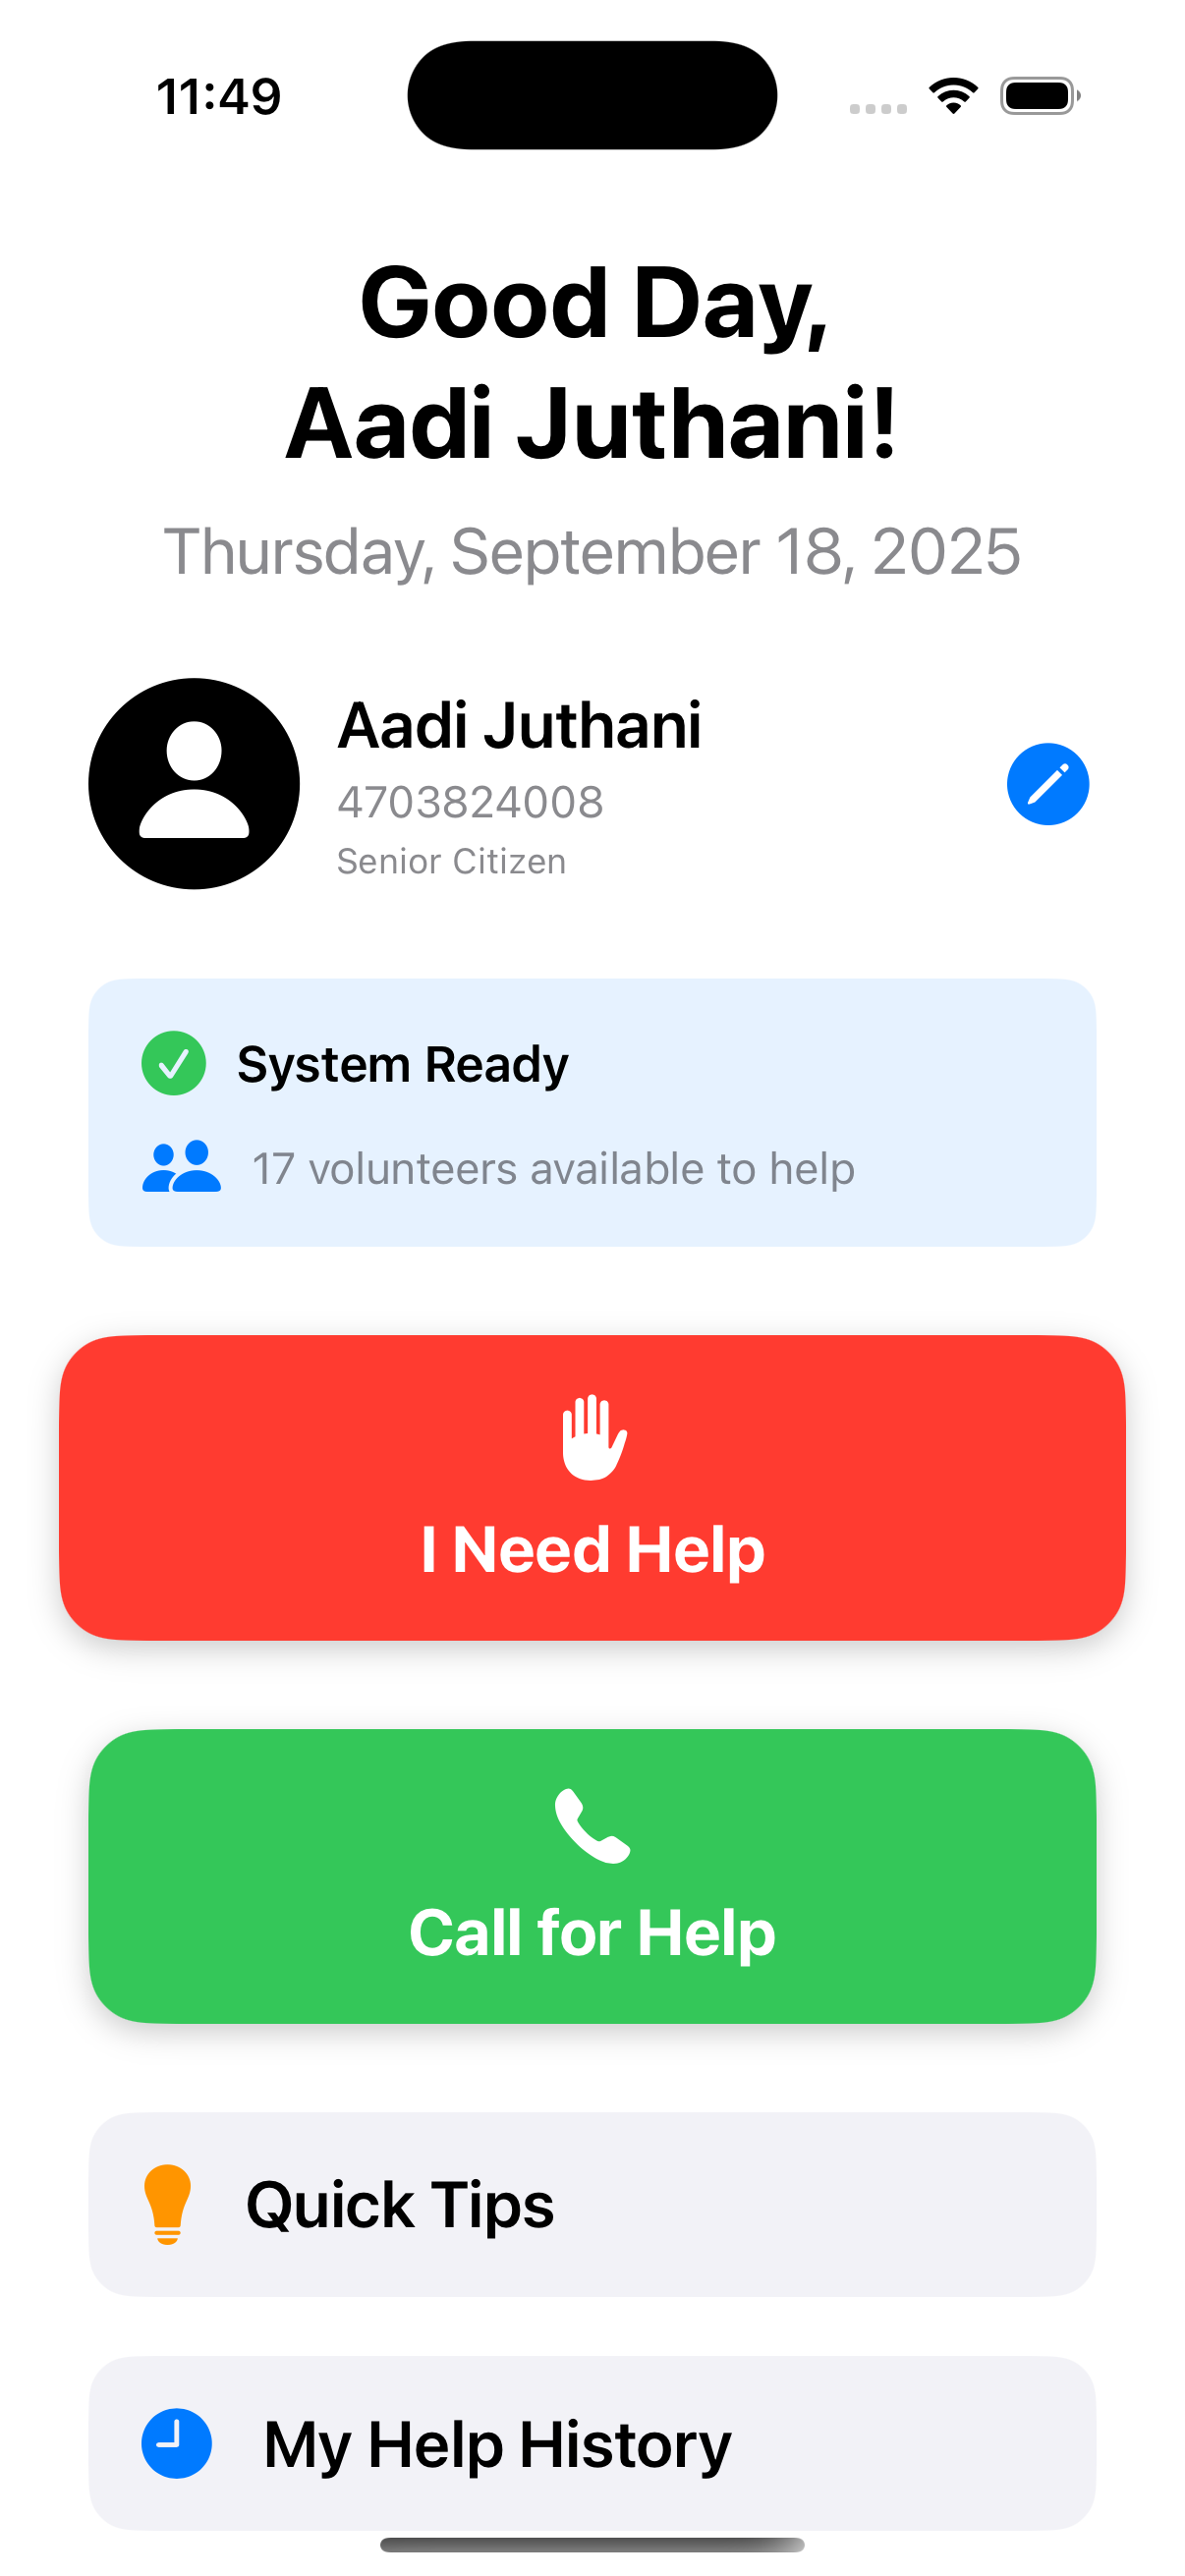 11:49
Good Day,
Aadi Juthani!
Thursday, September 18, 2025
Aadi Juthani
4703824008
Senior Citizen
System Ready
17 volunteers available to help
I Need Help
Call for Help
Quick Tips
My Help History